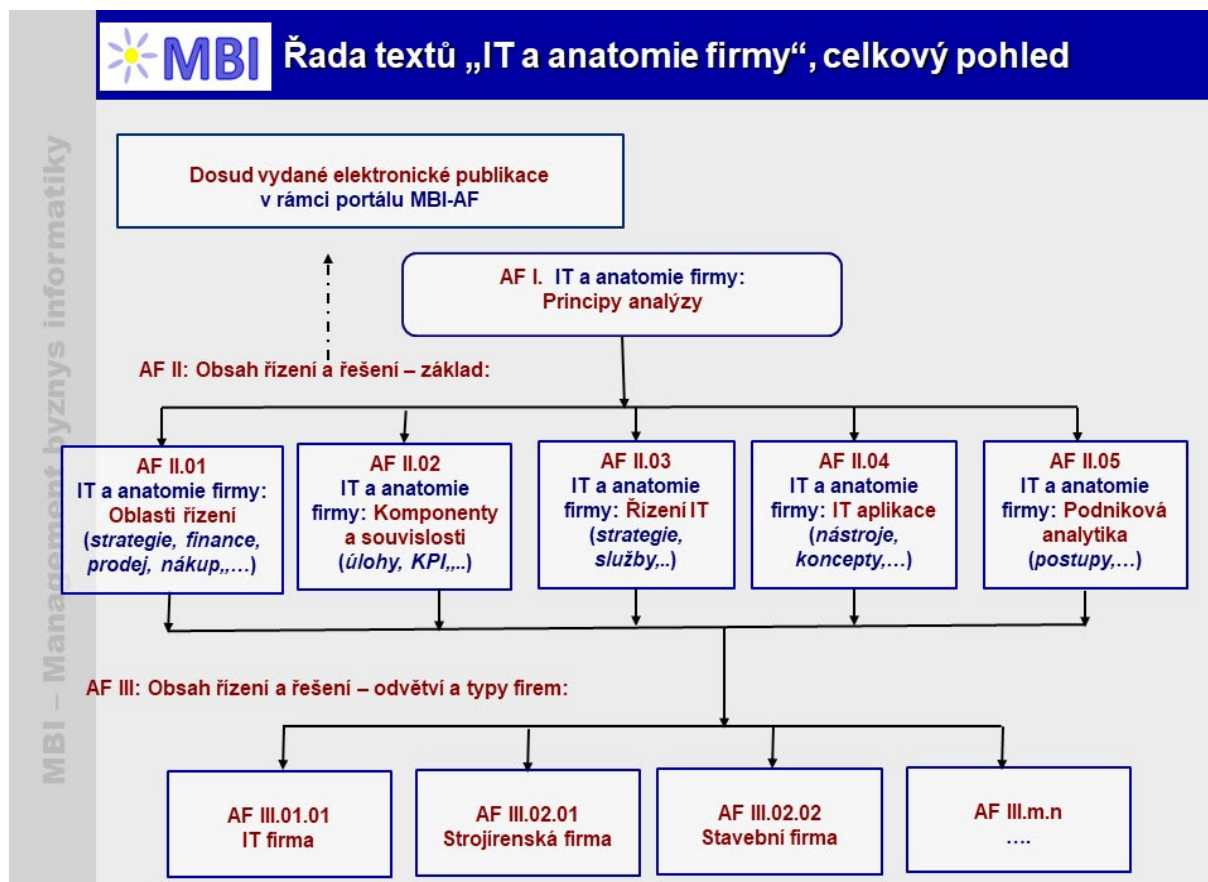 MBI
Řada textů „IT a anatomie firmy“, celkový pohled
MBI – Management byznys informatiky
Dosud vydané elektronické publikace
v rámci portálu MBI-AF
AF I. IT a anatomie firmy:
Principy analýzy
AF II: Obsah řízení a řešení – základ:
AF II.01
IT a anatomie firmy:
Oblasti řízení
(strategie, finance,
prodej, nákup,,…)
AF II.02
IT a anatomie
firmy: Komponenty
a souvislosti
(úlohy, KPI,,..)
AF II.03
IT a anatomie
firmy: Řízení IT
(strategie,
služby,..)
AF II.04
IT a anatomie
firmy: IT aplikace
(nástroje,
koncepty,…)
AF II.05
IT a anatomie
firmy: Podniková
analytika
(postupy,…)
AF III: Obsah řízení a řešení – odvětví a typy firem:
AF III.01.01
IT firma
AF III.02.01
Strojírenská firma
AF III.02.02
Stavební firma
AF III.m.n
….